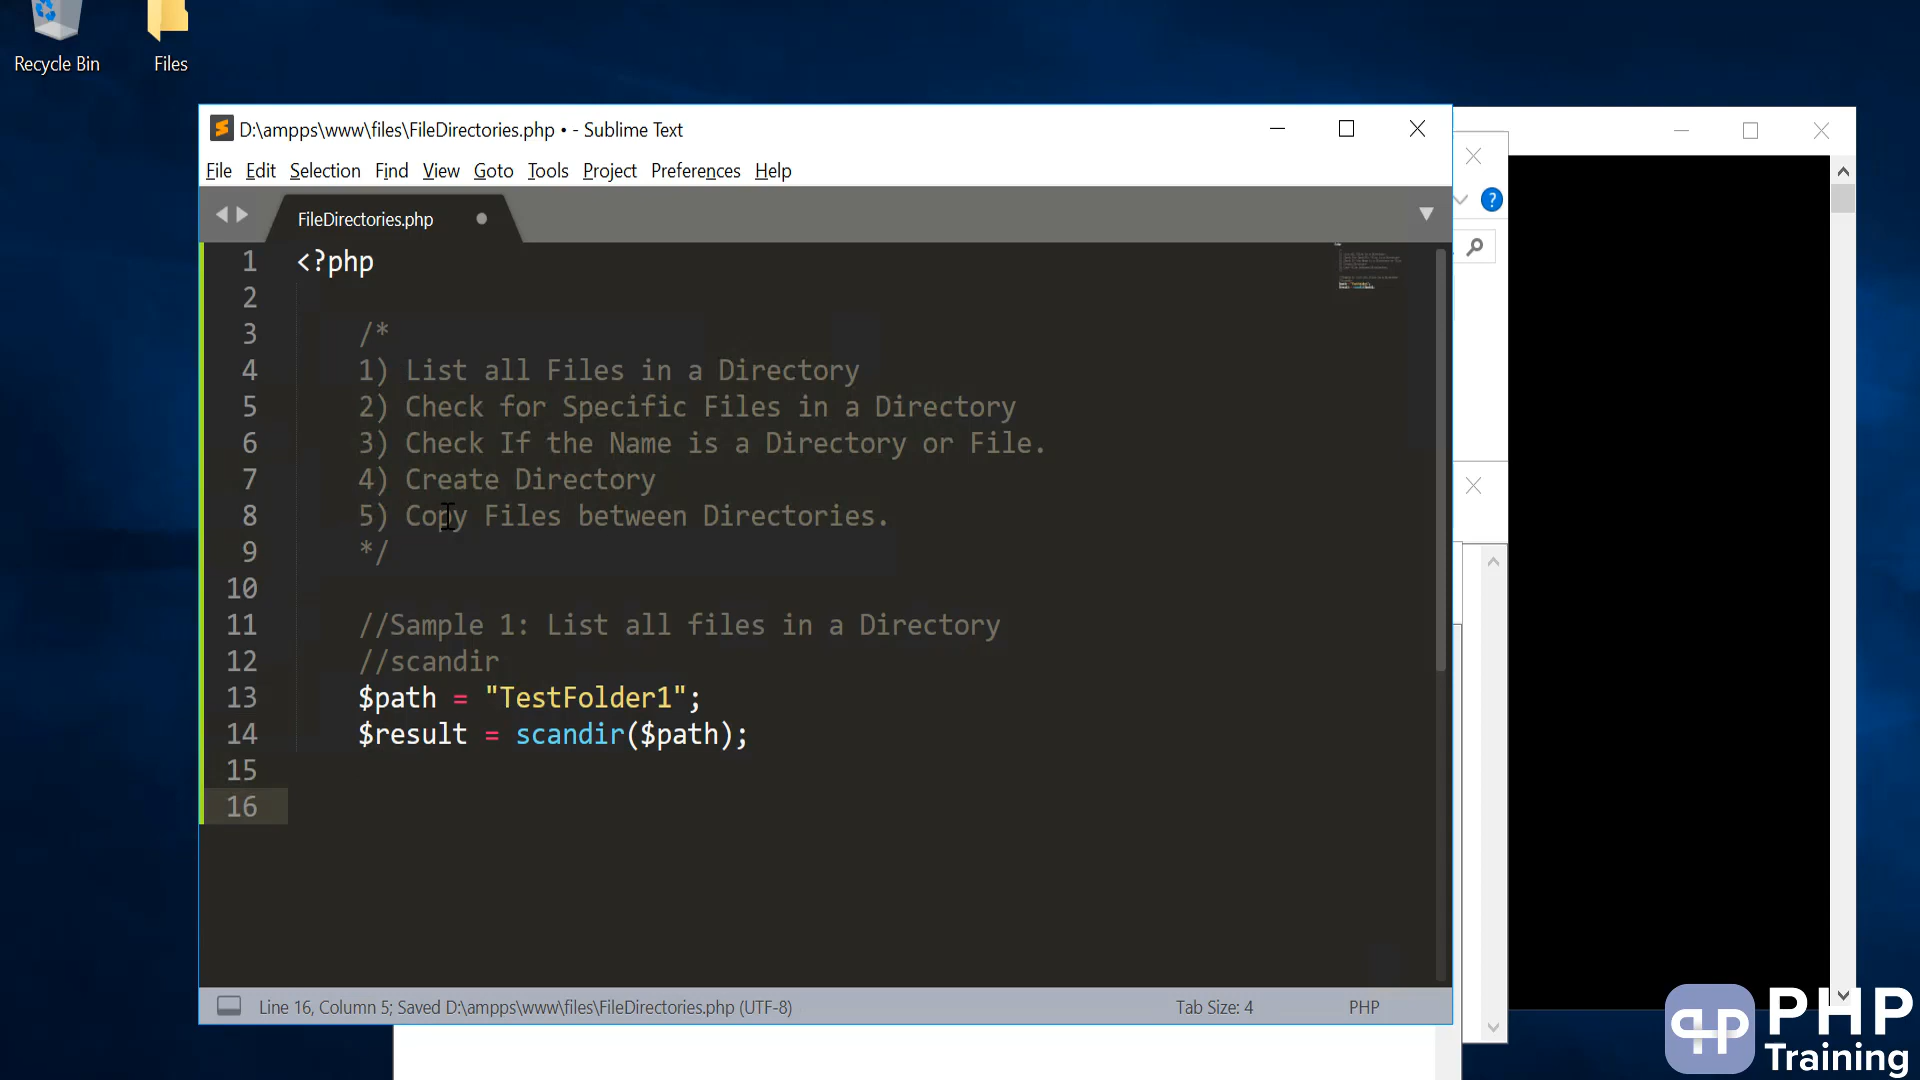 Recycle Bin
Files
D:\ampps\www\files\FileDirectories.php • - Sublime Text
File Edit Selection Find View Goto Tools Project Preferences Help
FileDirectories.php
1 <?php
2
3 /*
4 1) List all Files in a Directory
5 2) Check for Specific Files in a Directory
6 3) Check If the Name is a Directory or File.
7 4) Create Directory
8 5) Copy Files between Directories.
9 */
10
11 //Sample 1: List all files in a Directory
12 //scandir
13 $path = "TestFolder1";
14 $result = scandir($path);
15
16
Line 16, Column 5; Saved D:\ampps\www\files\FileDirectories.php (UTF-8)
Tab Size: 4
PHP
PHP
Training